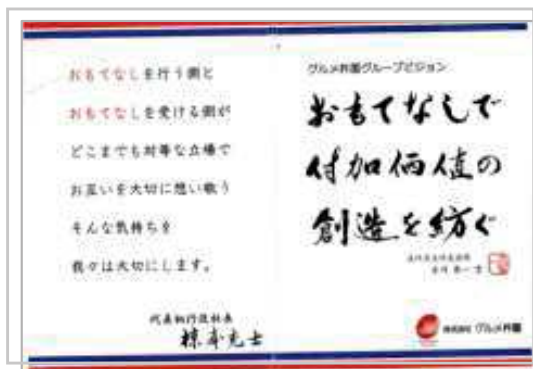 おもてなしを行う側と
おもてなしを受ける側が
どこまでも対等な立場で
お互いを大切に想い敬う
そんな気持ちを
我々は大切にします。
代表執行役社長
グルメ杵屋グループビジョン
おもてなしで
付加価値の
創造を紡ぐ
株式会社 グルメ杵屋